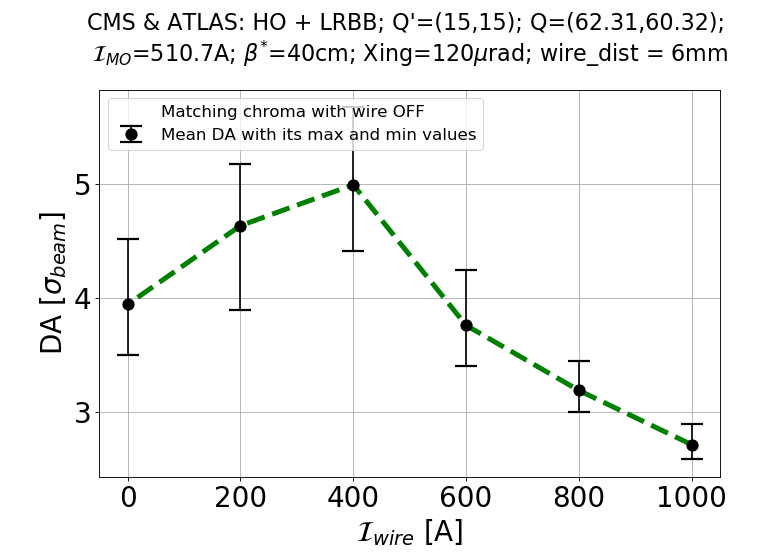 CMS & ATLAS: HO + LRBB; Q'=(15,15); Q=(62.31,60.32);
ℐ_MO=510.7A; β*=40cm; Xing=120μrad; wire_dist = 6mm
Matching chroma with wire OFF
Mean DA with its max and min values
DA [σ_beam]
5
4
3
0 200 400 600 800 1000
ℐ_wire [A]